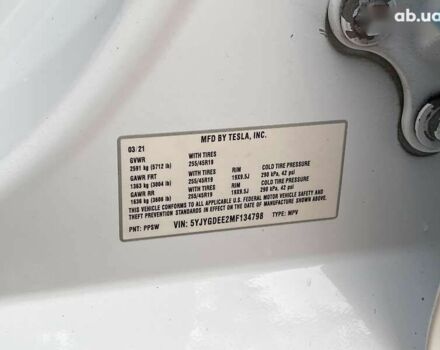 ab.ua
MFD BY TESLA, INC.
03/21
GVWR WITH TIRES
2591 kg (5712 lb) 255/45R19
GAWR FRT WITH TIRES RIM COLD TIRE PRESSURE
1363 kg (3004 lb) 255/45R19 19X9.5J 290 kPa, 42 psi
GAWR RR WITH TIRES RIM COLD TIRE PRESSURE
1636 kg (3608 lb) 255/45R19 19X9.5J 290 kPa, 42 psi
THIS VEHICLE CONFORMS TO ALL APPLICABLE U.S. FEDERAL MOTOR VEHICLE SAFETY AND
THEFT PREVENTION STANDARDS IN EFFECT ON THE DATE OF MANUFACTURE SHOWN ABOVE.
PNT: PPSW VIN: 5YJYGDEE2MF134798 TYPE: MPV